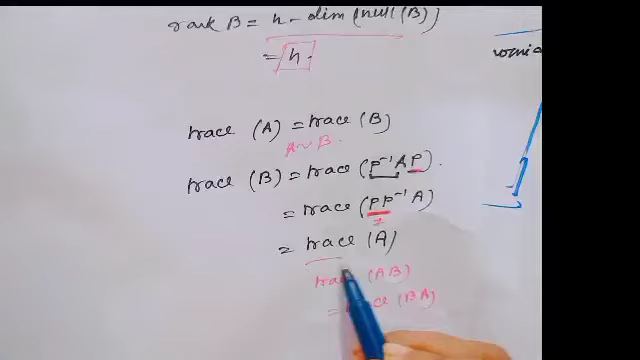 rank B = n - dim (null(B))
= n.
trace (A) = trace (B)
A ~ B.
trace (B) = trace (P⁻¹AP).
= trace (PP⁻¹A)
I
= trace (A)
(AB)
= (BA)